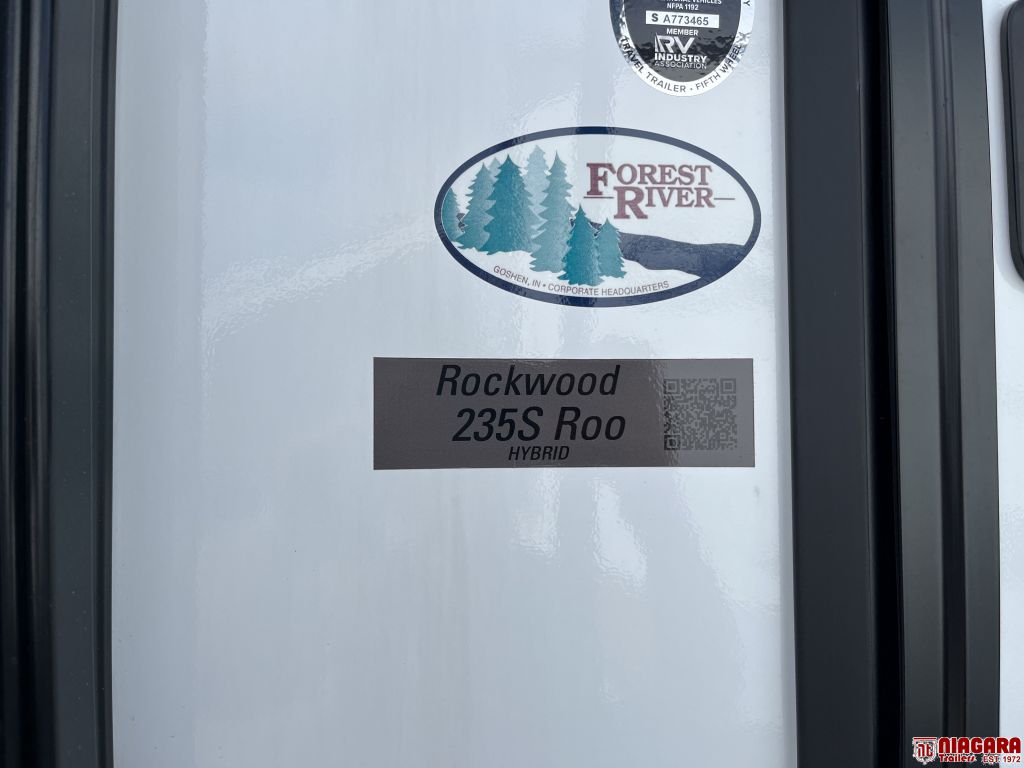 NFPA 1192
S A773465
MEMBER
RV
INDUSTRY
ASSOCIATION
TRAVEL TRAILER • FIFTH WHEEL
FOREST
RIVER
GOSHEN, IN • CORPORATE HEADQUARTERS
Rockwood
235S Roo
HYBRID
NIAGARA
Trailers EST. 1972